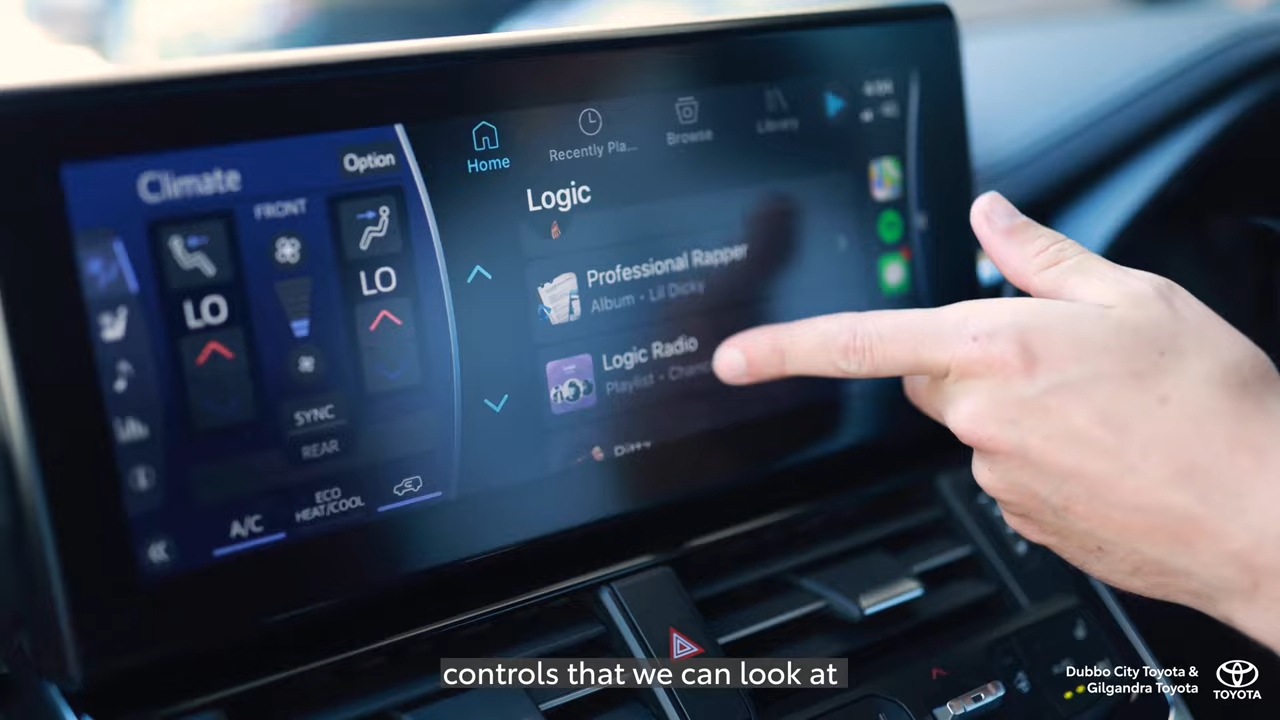 Climate
Option
FRONT
LO
LO
SYNC
REAR
A/C
ECO
HEAT/COOL
Home
Recently Pla...
Browse
Library
Logic
Professional Rapper
Album • Lil Dicky
Logic Radio
Playlist • Chanc
controls that we can look at
Dubbo City Toyota &
Gilgandra Toyota
TOYOTA